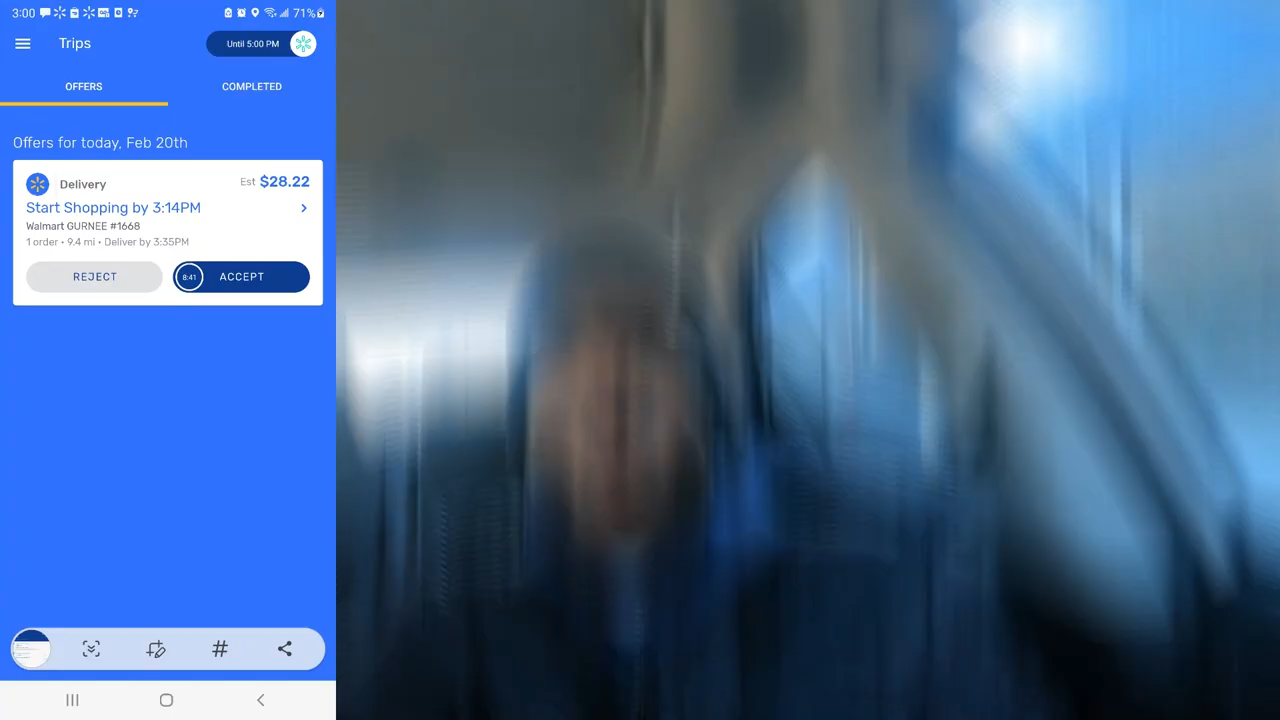 3:00
71%
Trips
Until 5:00 PM
OFFERS
COMPLETED
Offers for today, Feb 20th
Delivery
Est $28.22
Start Shopping by 3:14PM
Walmart GURNEE #1668
1 order • 9.4 mi • Deliver by 3:35PM
REJECT
8:41
ACCEPT